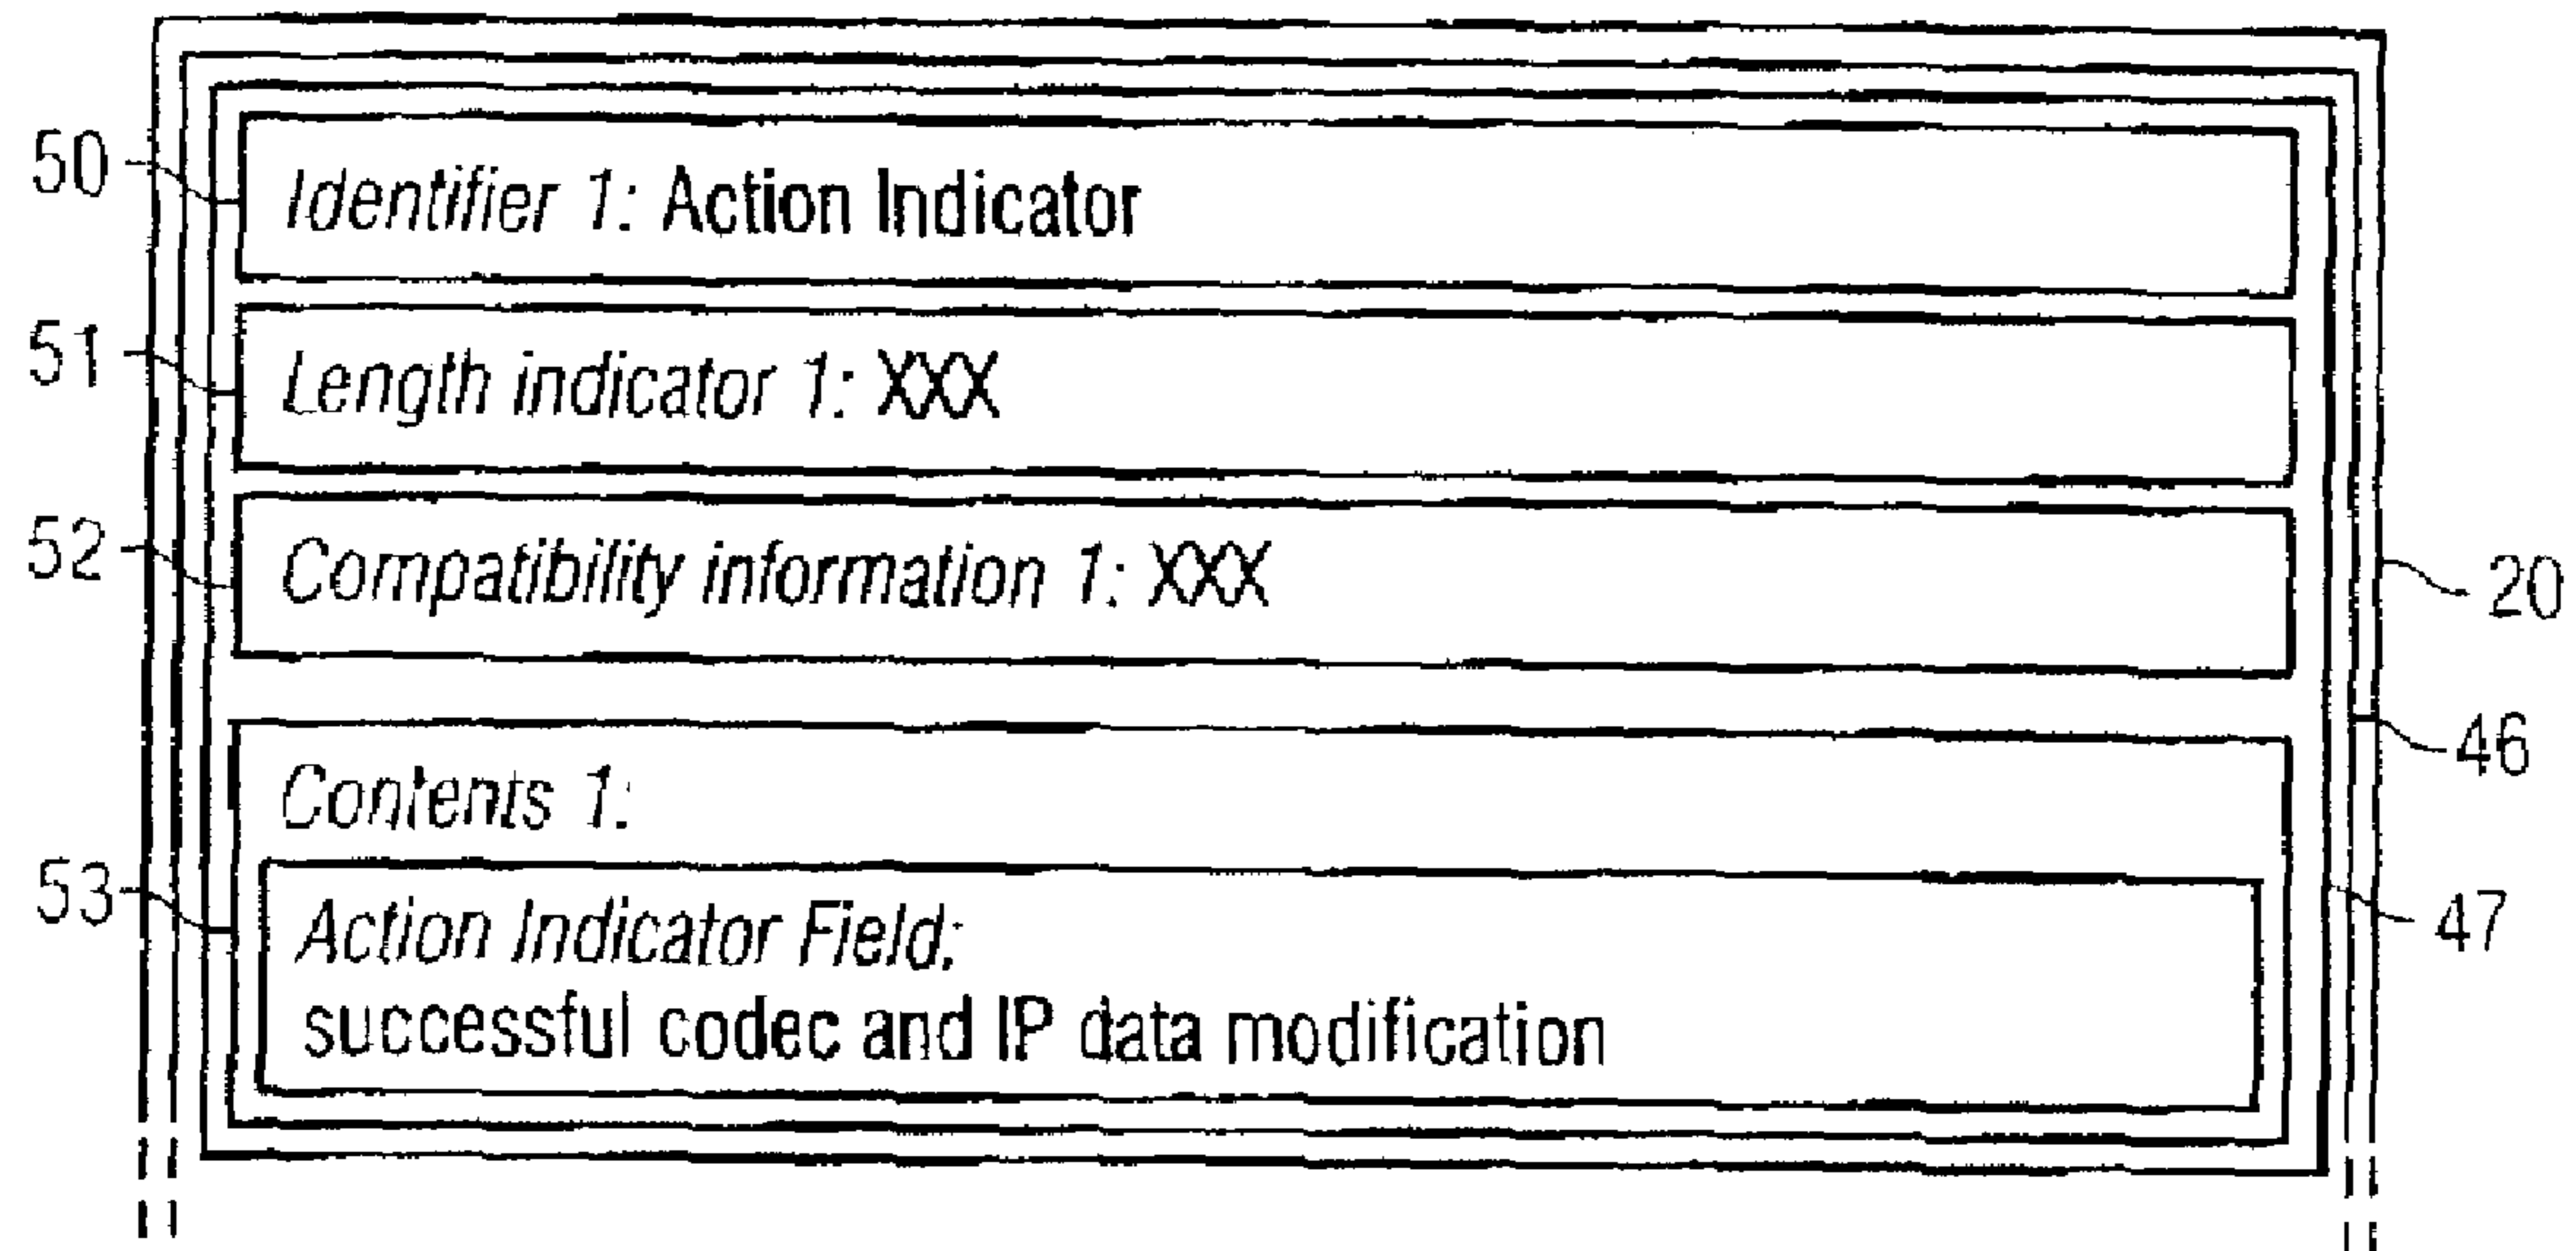 50
Identifier 1: Action Indicator
51
Length indicator 1: XXX
52
Compatibility information 1: XXX
20
46
Contents 1:
53
Action Indicator Field:
47
successful codec and IP data modification